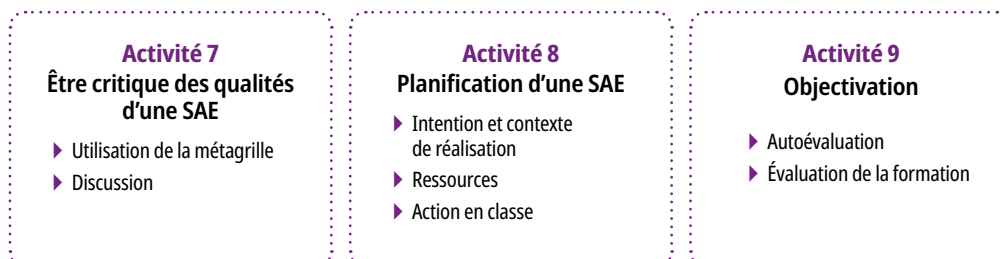 Activité 7
Être critique des qualités
d'une SAE
▶ Utilisation de la métagrille
▶ Discussion
Activité 8
Planification d'une SAE
▶ Intention et contexte
de réalisation
▶ Ressources
▶ Action en classe
Activité 9
Objectivation
▶ Autoévaluation
▶ Évaluation de la formation